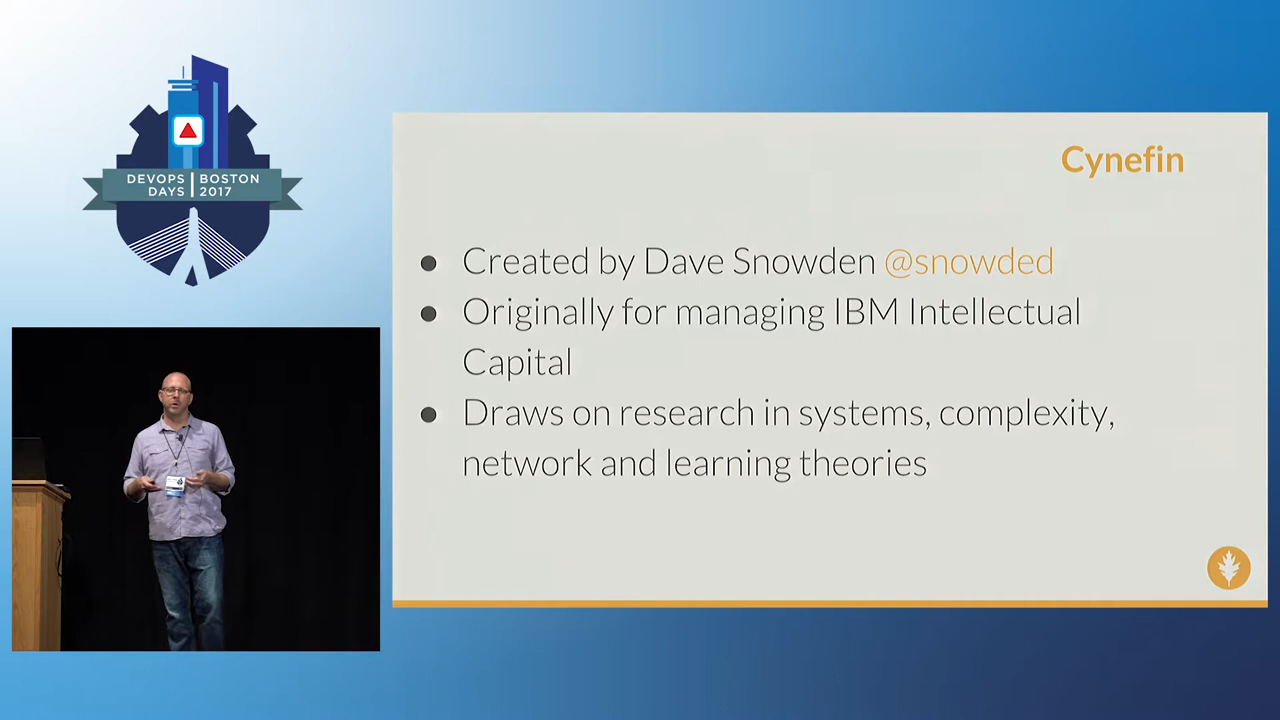 DEVOPS BOSTON
DAYS 2017
Cynefin
● Created by Dave Snowden @snowded
● Originally for managing IBM Intellectual
Capital
● Draws on research in systems, complexity,
network and learning theories